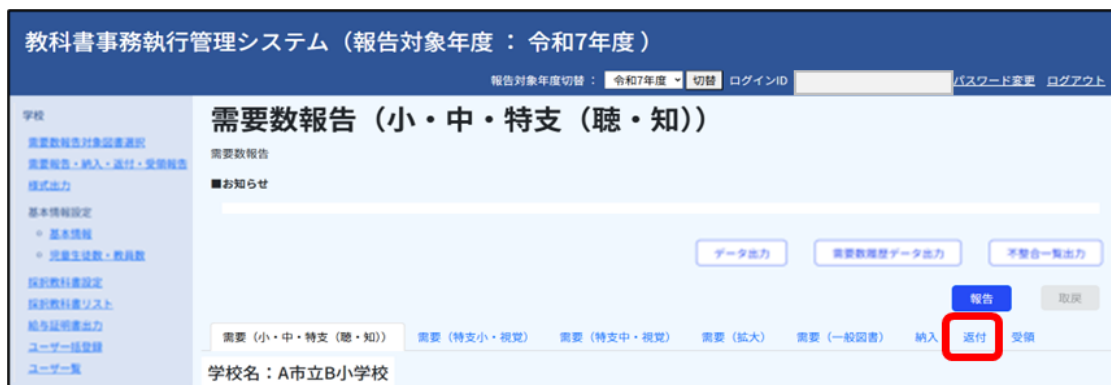 教科書事務執行管理システム（報告対象年度 ： 令和7年度 ）
報告対象年度切替 ： 令和7年度 切替 ログインID パスワード変更 ログアウト
学校
需要数報告対象図書選択
需要報告・納入・返付・受領報告
様式出力
基本情報設定
基本情報
児童生徒数・教員数
採択教科書設定
採択教科書リスト
給与証明書出力
ユーザー括登録
ユーザー覧
需要数報告（小・中・特支（聴・知））
需要数報告
■お知らせ
データ出力 需要数履歴データ出力 不整合一覧出力
報告 取戻
需要（小・中・特支（聴・知）） 需要（特支小・視覚） 需要（特支中・視覚） 需要（拡大） 需要（一般図書） 納入 返付 受領
学校名：A市立B小学校